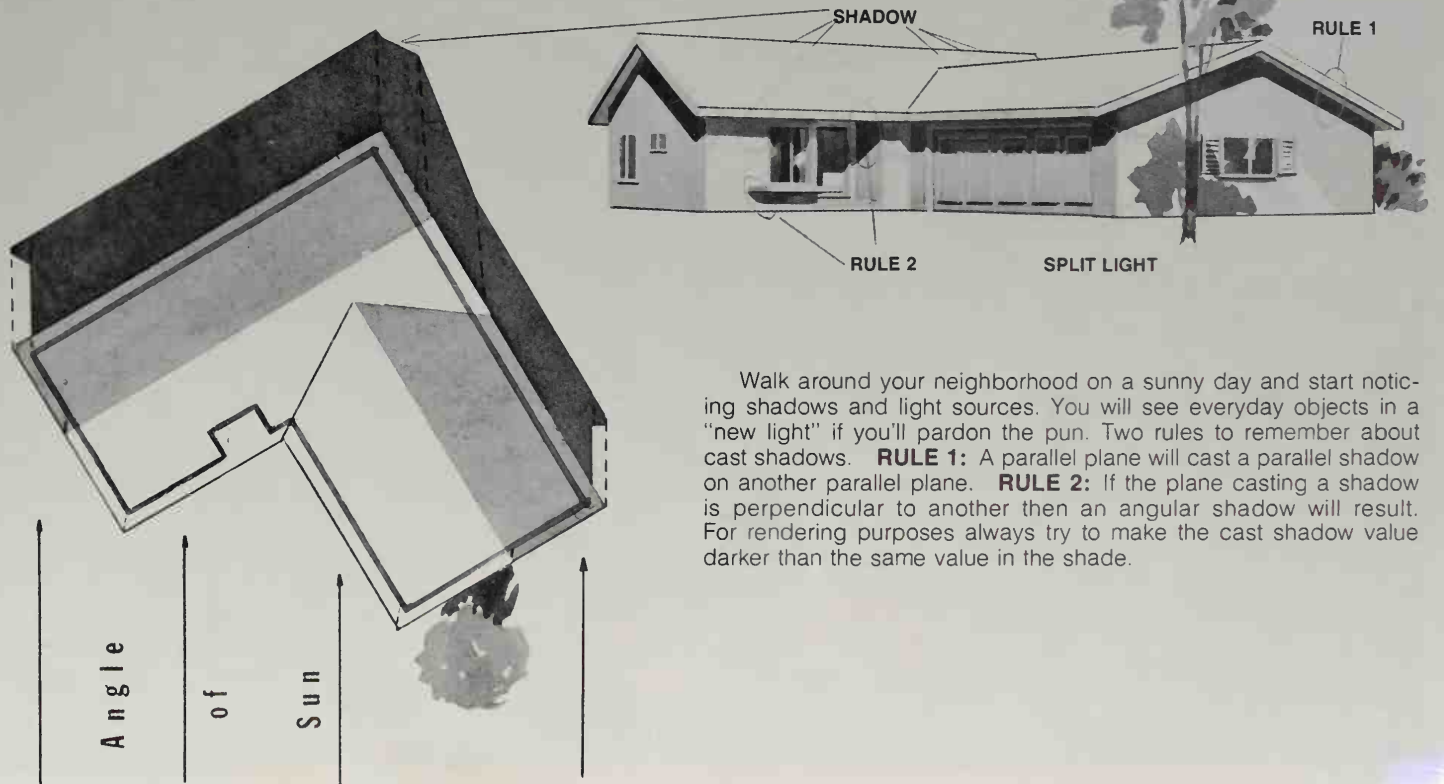 SHADOW
RULE 1
RULE 2
SPLIT LIGHT
Walk around your neighborhood on a sunny day and start notic-
ing shadows and light sources. You will see everyday objects in a
"new light" if you'll pardon the pun. Two rules to remember about
cast shadows. RULE 1: A parallel plane will cast a parallel shadow
on another parallel plane. RULE 2: If the plane casting a shadow
is perpendicular to another then an angular shadow will result.
For rendering purposes always try to make the cast shadow value
darker than the same value in the shade.
Angle
of
Sun